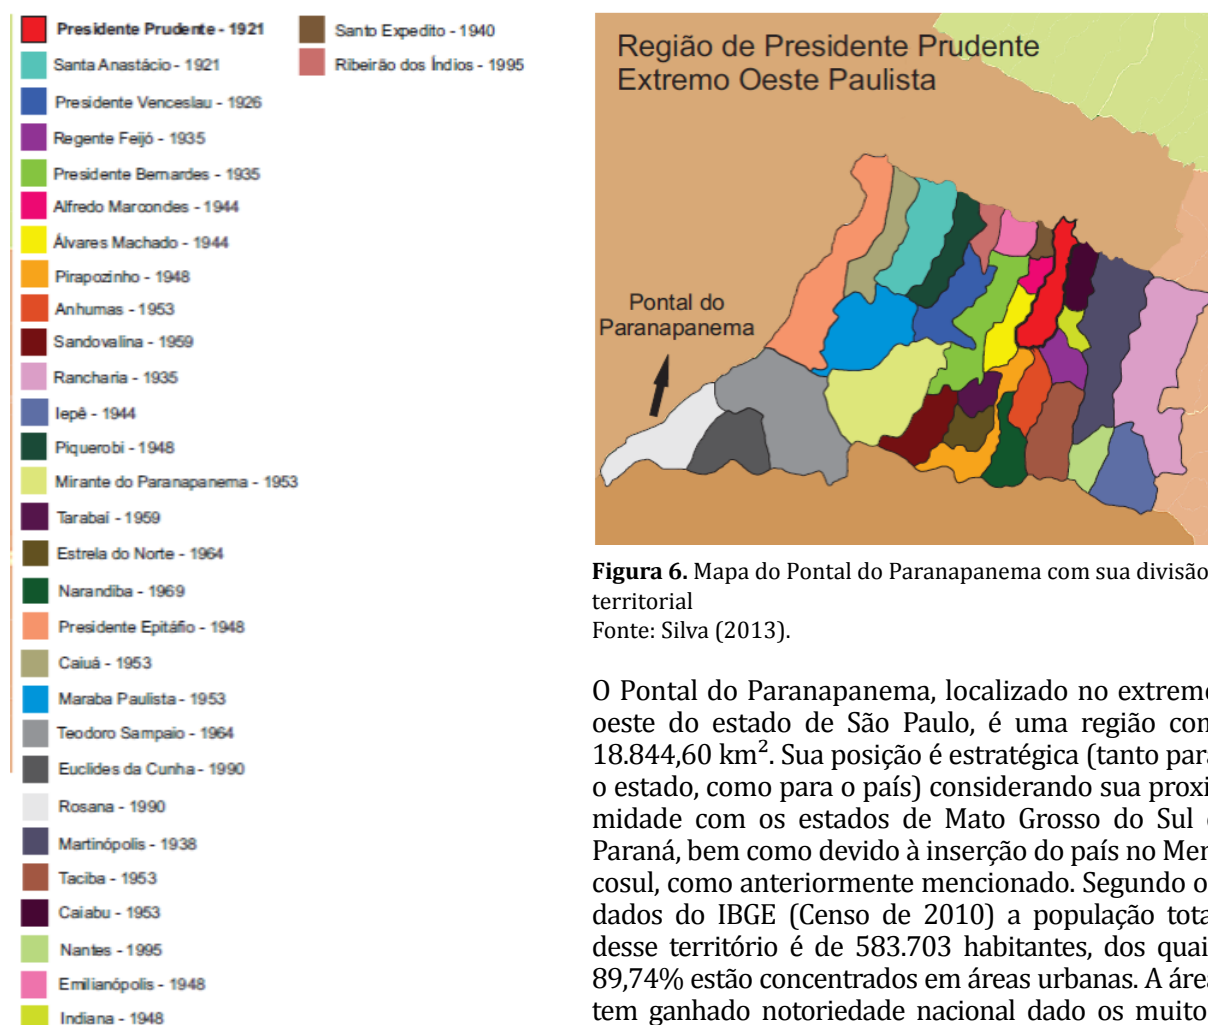 Presidente Prudente - 1921
Santa Anastácio - 1921
Presidente Venceslau - 1926
Regente Feijó - 1935
Presidente Bernardes - 1935
Alfredo Marcondes - 1944
Álvares Machado - 1944
Pirapozinho - 1948
Anhumas - 1953
Sandovalina - 1959
Rancharia - 1935
Iepê - 1944
Piquerobi - 1948
Mirante do Paranapanema - 1953
Tarabaí - 1959
Estrela do Norte - 1964
Narandiba - 1969
Presidente Epitáfio - 1948
Caiuá - 1953
Maraba Paulista - 1953
Teodoro Sampaio - 1964
Euclides da Cunha - 1990
Rosana - 1990
Martinópolis - 1938
Taciba - 1953
Caiabu - 1953
Nantes - 1995
Emilianópolis - 1948
Indiana - 1948
Santo Expedito - 1940
Ribeirão dos Índios - 1995
Região de Presidente Prudente
Extremo Oeste Paulista
Pontal do
Paranapanema
Figura 6. Mapa do Pontal do Paranapanema com sua divisão
territorial
Fonte: Silva (2013).
O Pontal do Paranapanema, localizado no extremo
oeste do estado de São Paulo, é uma região com
18.844,60 km². Sua posição é estratégica (tanto para
o estado, como para o país) considerando sua proxi
midade com os estados de Mato Grosso do Sul e
Paraná, bem como devido à inserção do país no Mer
cosul, como anteriormente mencionado. Segundo o
dados do IBGE (Censo de 2010) a população tota
desse território é de 583.703 habitantes, dos quai
89,74% estão concentrados em áreas urbanas. A área
tem ganhado notoriedade nacional dado os muito